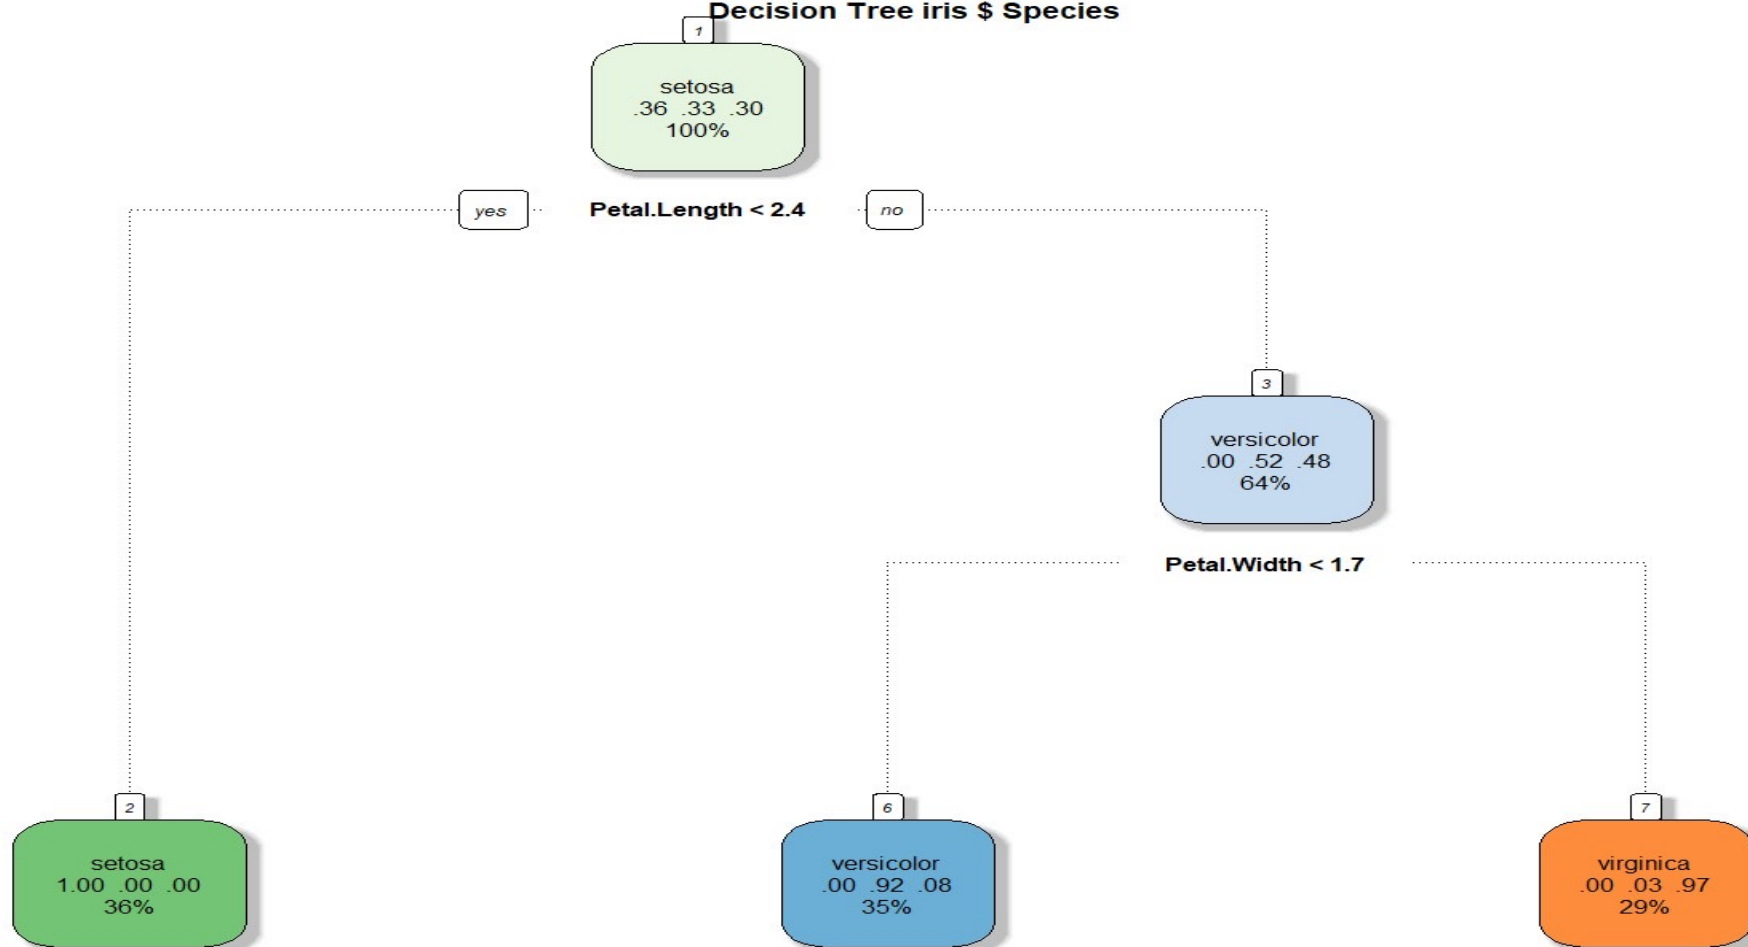 Decision Tree iris $ Species
1
setosa
.36 .33 .30
100%
yes
Petal.Length < 2.4
no
3
versicolor
.00 .52 .48
64%
Petal.Width < 1.7
2
setosa
1.00 .00 .00
36%
6
versicolor
.00 .92 .08
35%
7
virginica
.00 .03 .97
29%